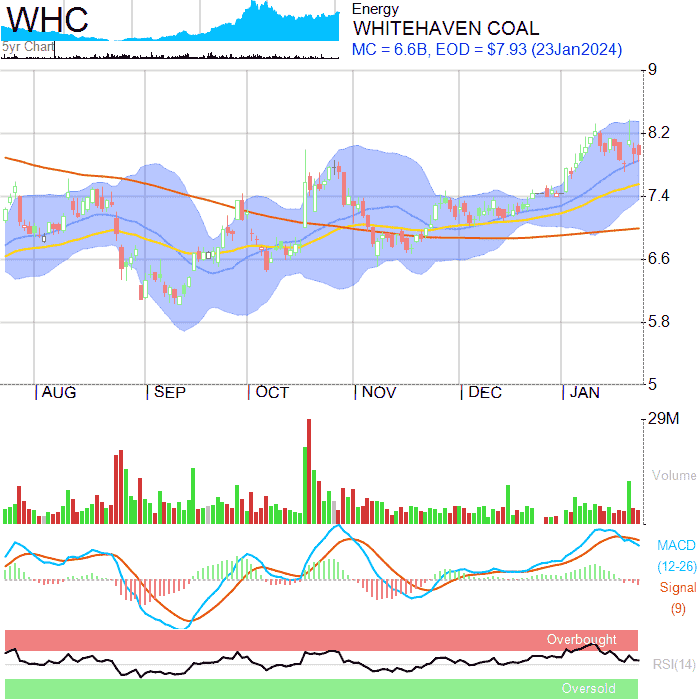 WHC
5yr Chart
Energy
WHITEHAVEN COAL
MC = 6.6B, EOD = $7.93 (23Jan2024)
9
8.2
7.4
6.6
5.8
5
AUG SEP OCT NOV DEC JAN
29M
Volume
MACD
(12-26)
Signal
(9)
Overbought
RSI(14)
Oversold